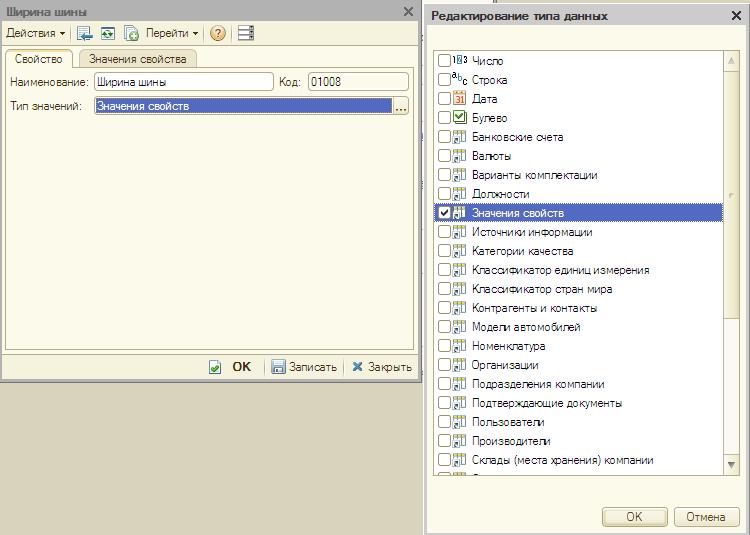 Ширина шины
Действия
Перейти
Свойство
Значения свойства
Наименование: Ширина шины Код: 01008
Тип значений: Значения свойств ...
OK Записать Закрыть
Редактирование типа данных
Число
Строка
Дата
Булево
Банковские счета
Валюты
Варианты комплектации
Должности
Значения свойств
Источники информации
Категории качества
Классификатор единиц измерения
Классификатор стран мира
Контрагенты и контакты
Модели автомобилей
Номенклатура
Организации
Подразделения компании
Подтверждающие документы
Пользователи
Производители
Склады (места хранения) компании
OK Отмена